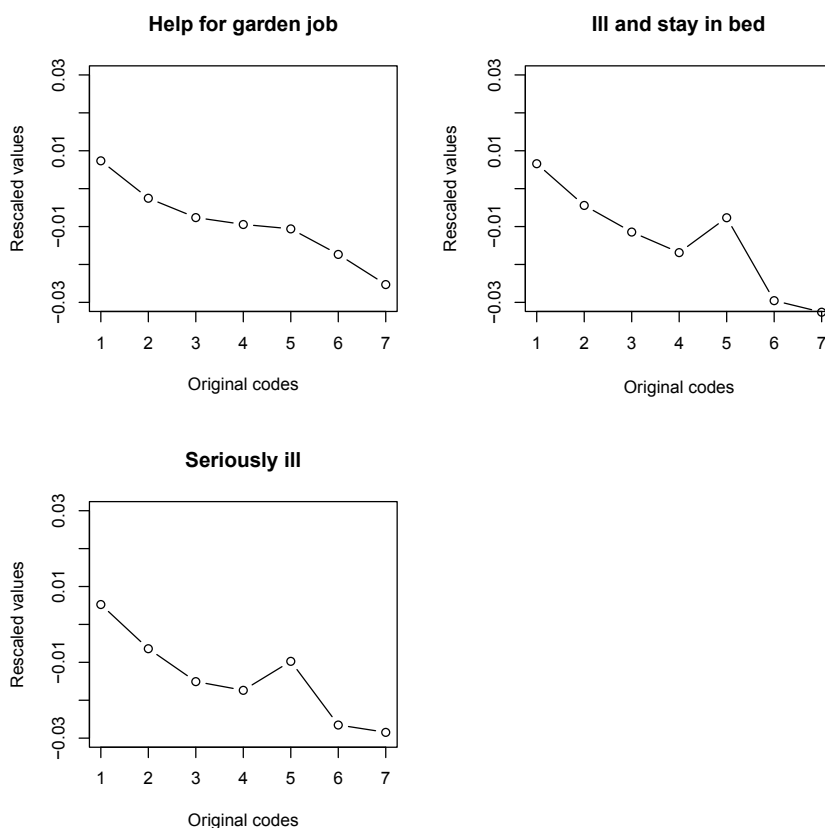 Help for garden job
Rescaled values
0.03
0.01
−0.01
−0.03
1 2 3 4 5 6 7
Original codes
Ill and stay in bed
Rescaled values
0.03
0.01
−0.01
−0.03
1 2 3 4 5 6 7
Original codes
Seriously ill
Rescaled values
0.03
0.01
−0.01
−0.03
1 2 3 4 5 6 7
Original codes